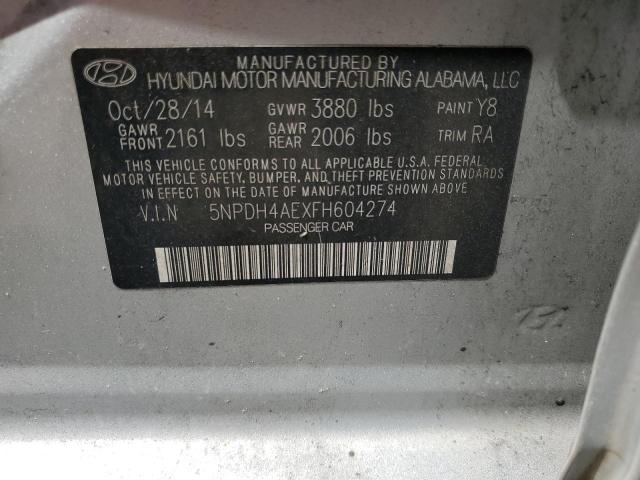 MANUFACTURED BY
HYUNDAI MOTOR MANUFACTURING ALABAMA, LLC
Oct/28/14 GVWR 3880 lbs PAINT Y8
GAWR FRONT 2161 lbs GAWR REAR 2006 lbs TRIM RA
THIS VEHICLE CONFORMS TO ALL APPLICABLE U.S.A. FEDERAL
MOTOR VEHICLE SAFETY, BUMPER, AND THEFT PREVENTION STANDARDS
IN EFFECT ON THE DATE OF MANUFACTURE SHOWN ABOVE
V.I.N 5NPDH4AEXFH604274
PASSENGER CAR